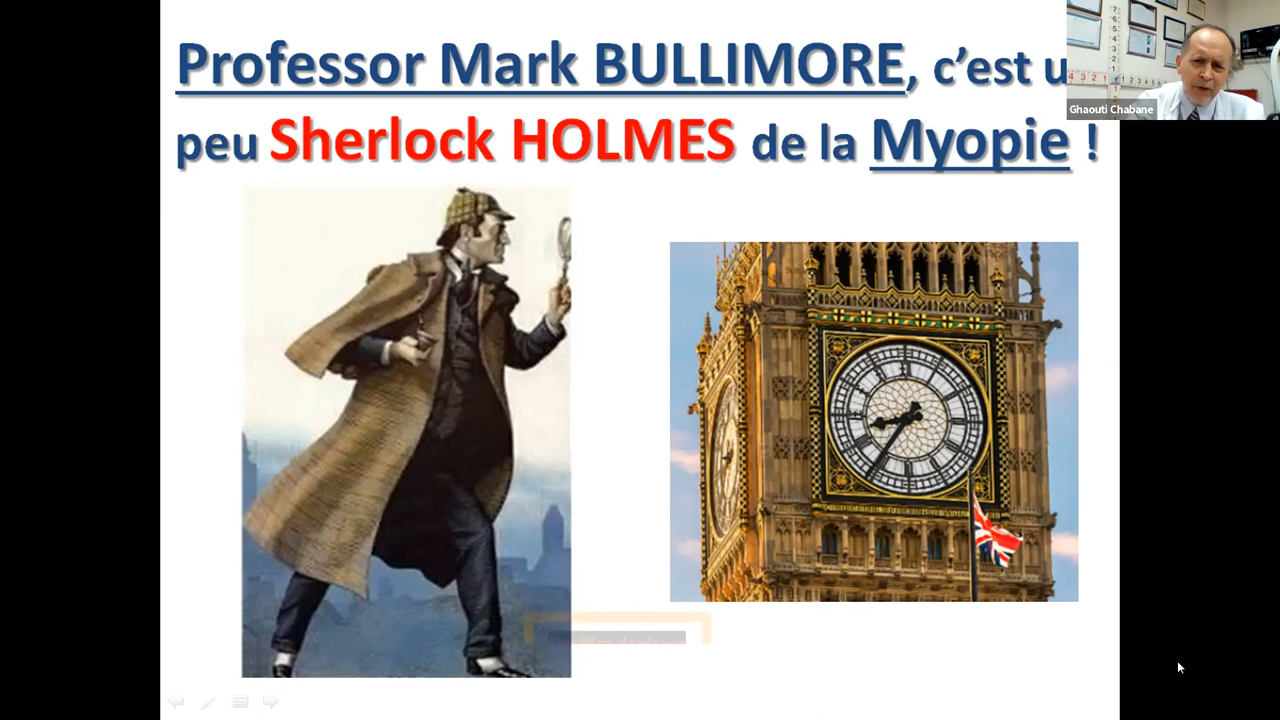 Professor Mark BULLIMORE, c’est u
peu Sherlock HOLMES de la Myopie !
Ghaouti Chabane